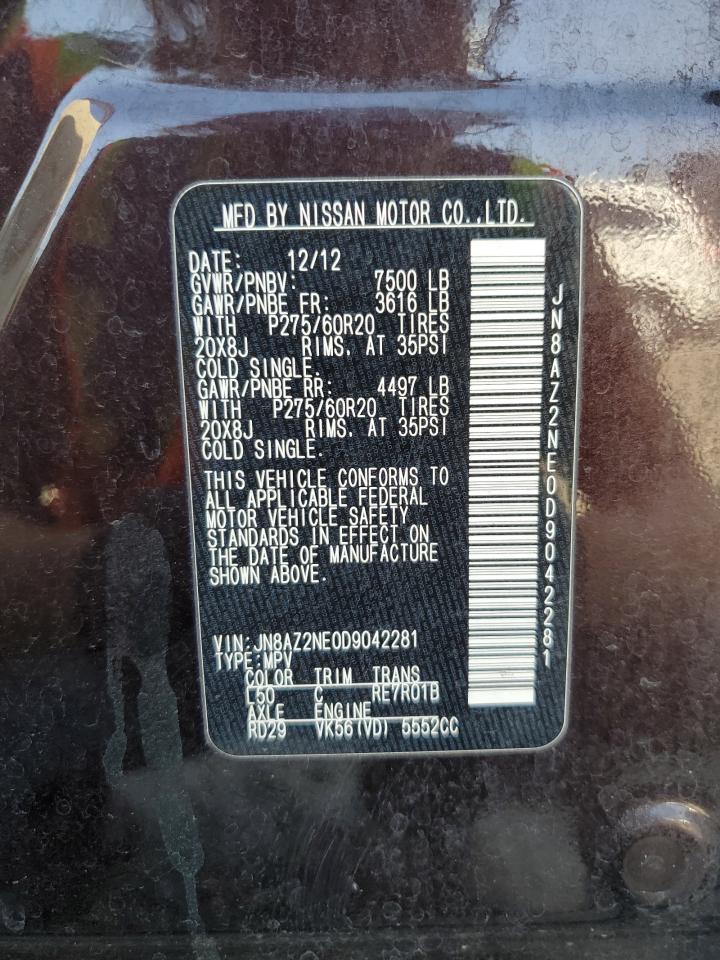 MFD BY NISSAN MOTOR CO.,LTD.
DATE: 12/12
GVWR/PNBV: 7500 LB
GAWR/PNBE FR: 3616 LB
WITH P275/60R20 TIRES
20X8J RIMS, AT 35PSI
COLD SINGLE.
GAWR/PNBE RR: 4497 LB
WITH P275/60R20 TIRES
20X8J RIMS, AT 35PSI
COLD SINGLE.
THIS VEHICLE CONFORMS TO
ALL APPLICABLE FEDERAL
MOTOR VEHICLE SAFETY
STANDARDS IN EFFECT ON
THE DATE OF MANUFACTURE
SHOWN ABOVE.
VIN:JN8AZ2NE0D9042281
TYPE:MPV
COLOR TRIM TRANS
L50 C RE7R01B
AXLE ENGINE
RD29 VK56(VD) 5552CC
JN8AZ2NE0D9042281